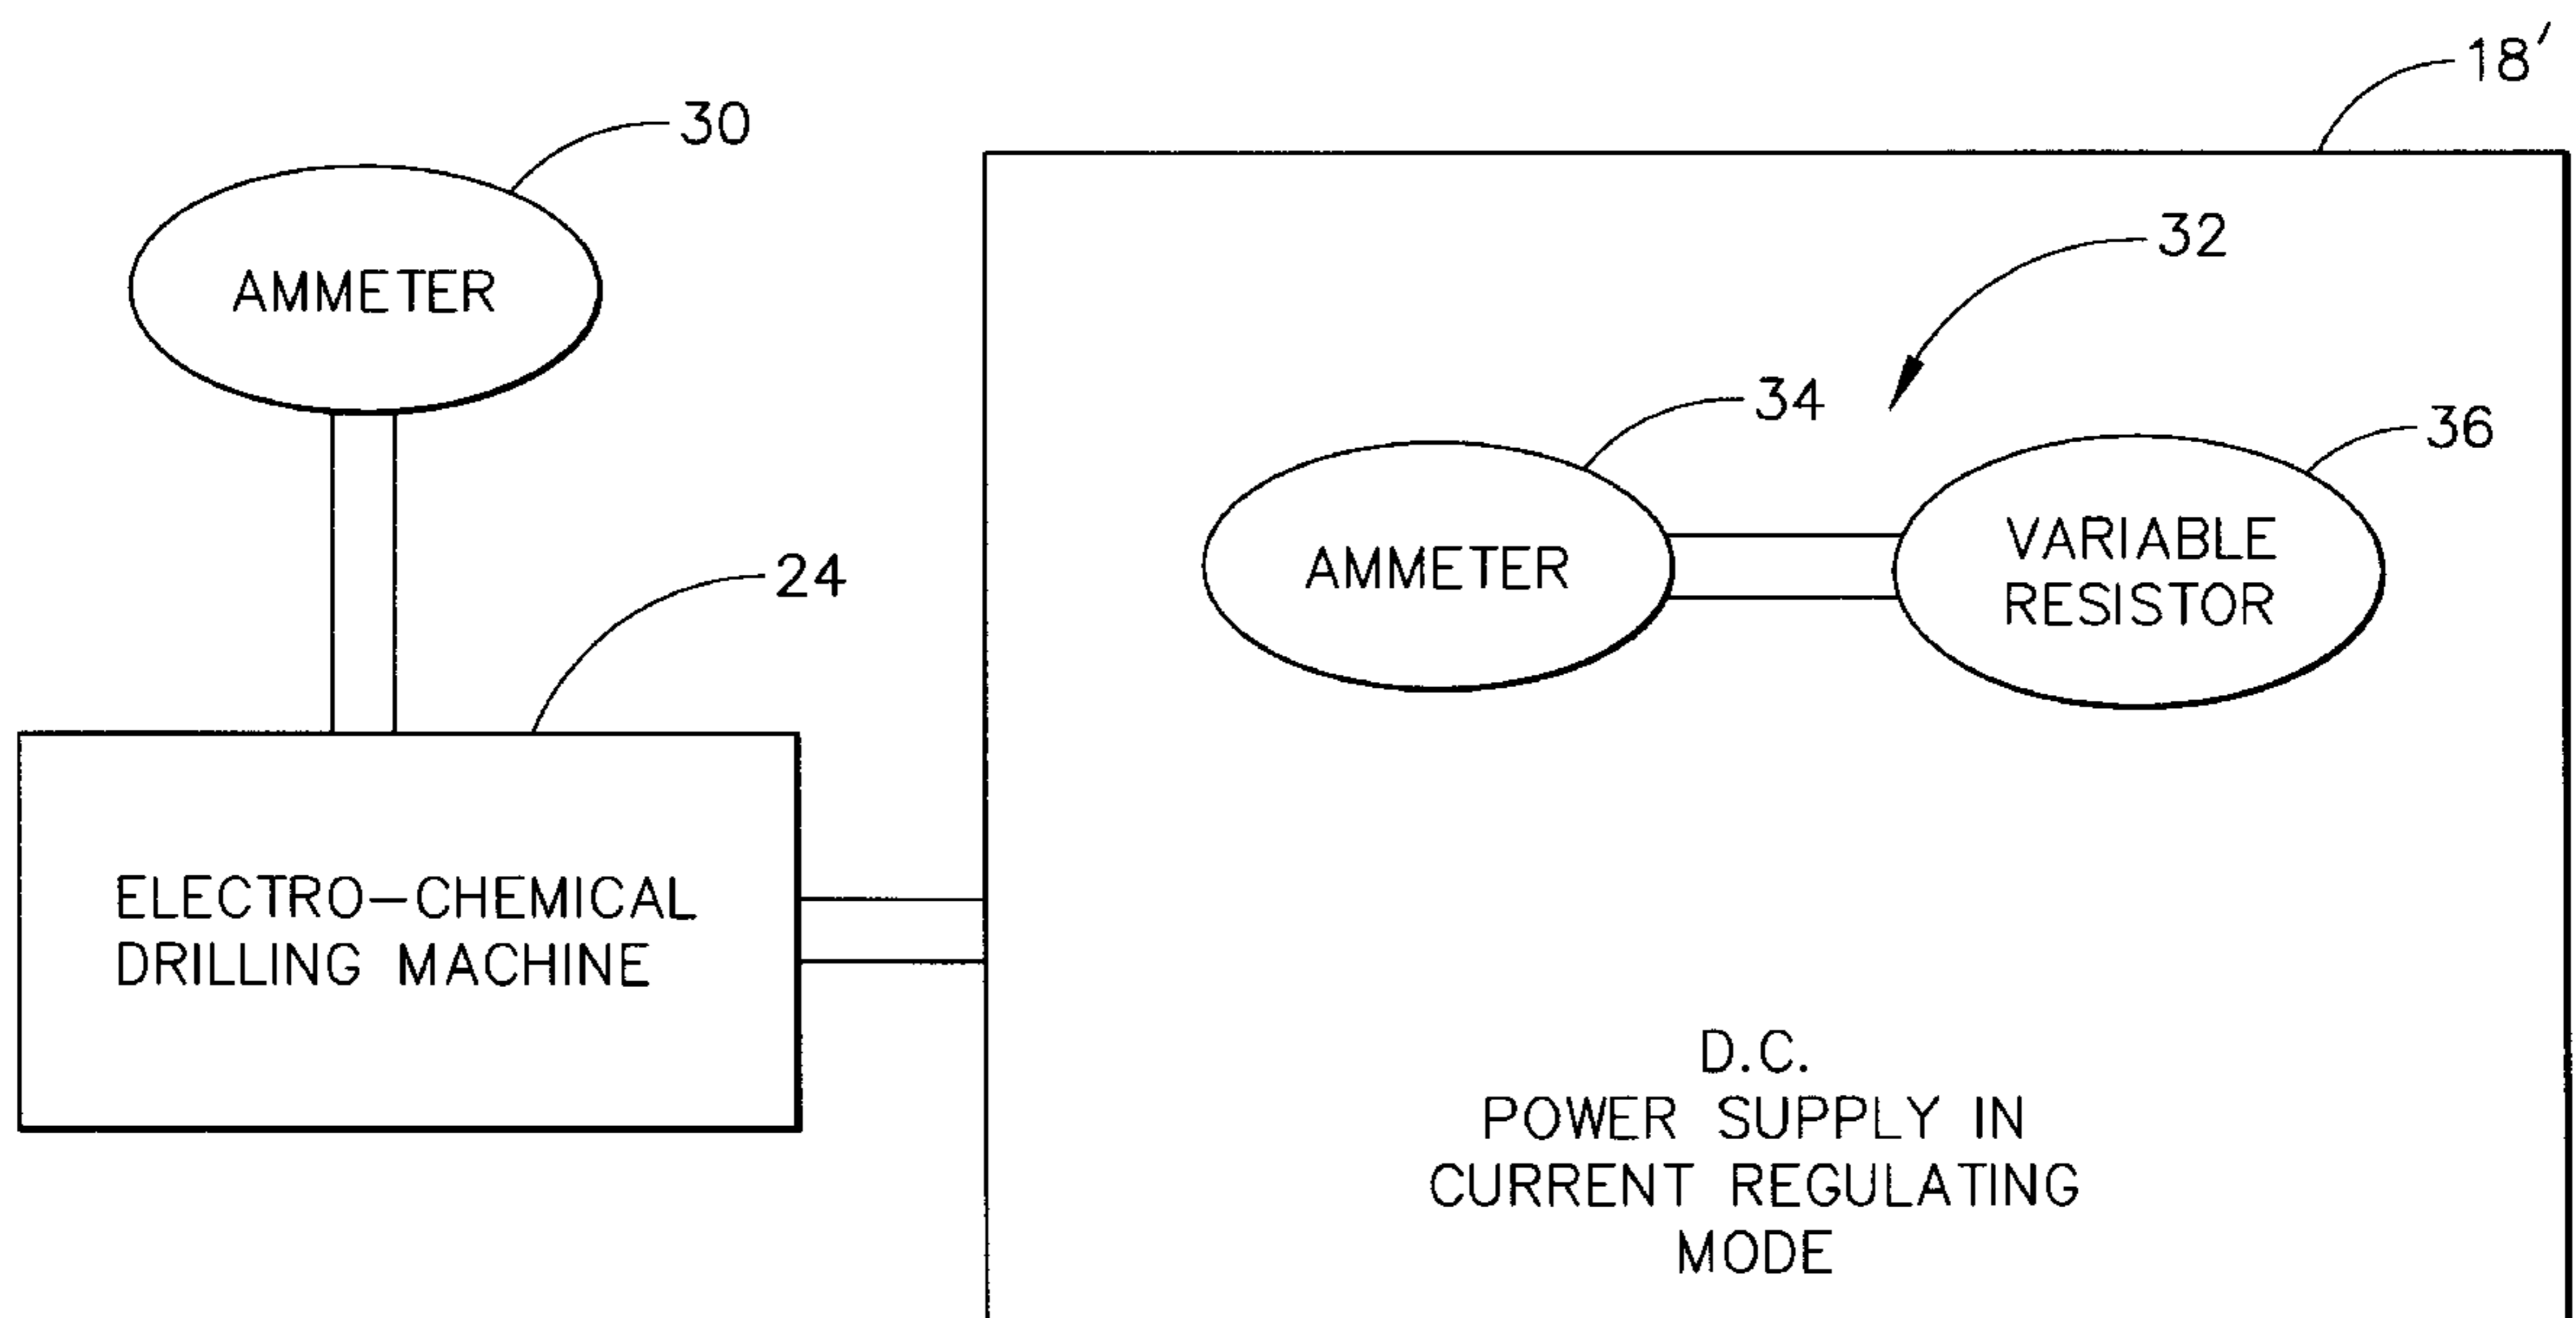 18'
30
32
AMMETER
34
36
VARIABLE
RESISTOR
AMMETER
24
ELECTRO-CHEMICAL
DRILLING MACHINE
D.C.
POWER SUPPLY IN
CURRENT REGULATING
MODE